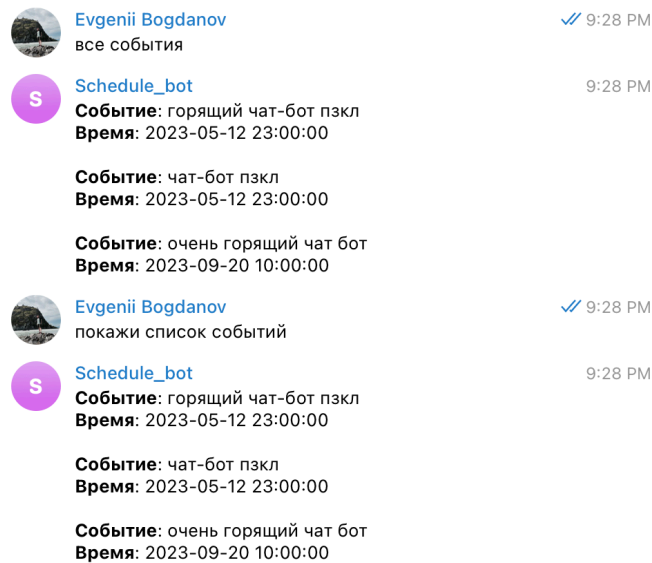 Evgenii Bogdanov 9:28 PM
все события
S Schedule_bot 9:28 PM
Событие: горящий чат-бот пзкл
Время: 2023-05-12 23:00:00
Событие: чат-бот пзкл
Время: 2023-05-12 23:00:00
Событие: очень горящий чат бот
Время: 2023-09-20 10:00:00
Evgenii Bogdanov 9:28 PM
покажи список событий
S Schedule_bot 9:28 PM
Событие: горящий чат-бот пзкл
Время: 2023-05-12 23:00:00
Событие: чат-бот пзкл
Время: 2023-05-12 23:00:00
Событие: очень горящий чат бот
Время: 2023-09-20 10:00:00